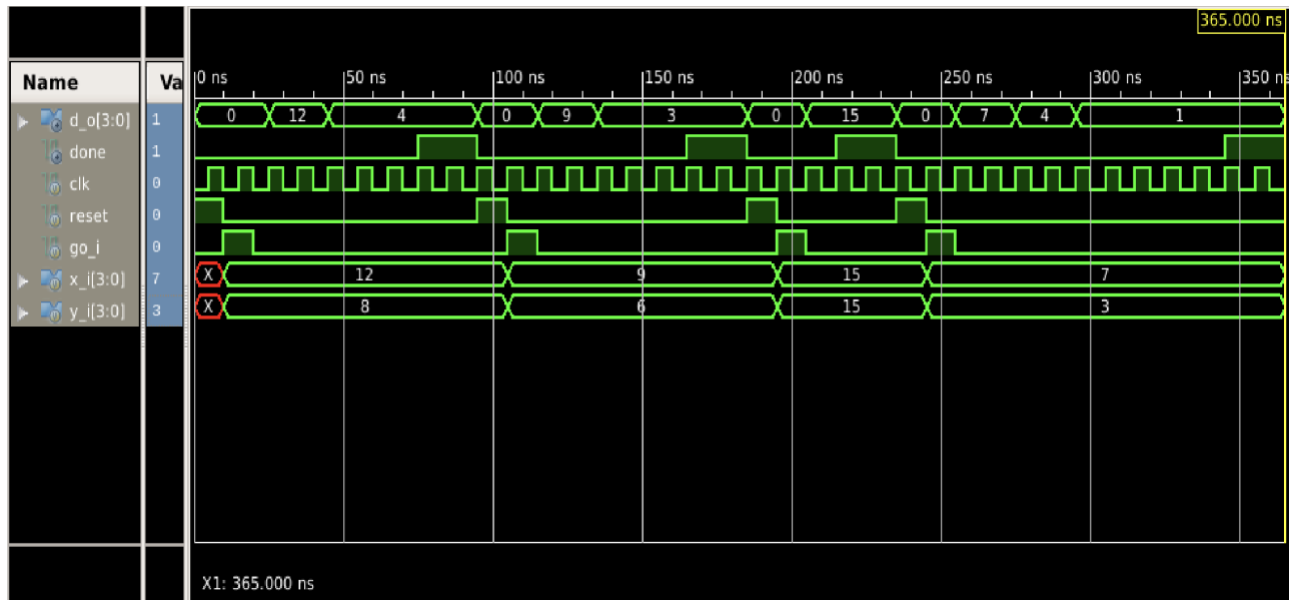 365.000 ns
Name Va 0 ns 50 ns 100 ns 150 ns 200 ns 250 ns 300 ns 350 n
d_o[3:0] 1 0 12 4 0 9 3 0 15 0 7 4 1
done 1
clk 0
reset 0
go_i 0
x_i[3:0] 7 X 12 9 15 7
y_i[3:0] 3 X 8 6 15 3
X1: 365.000 ns